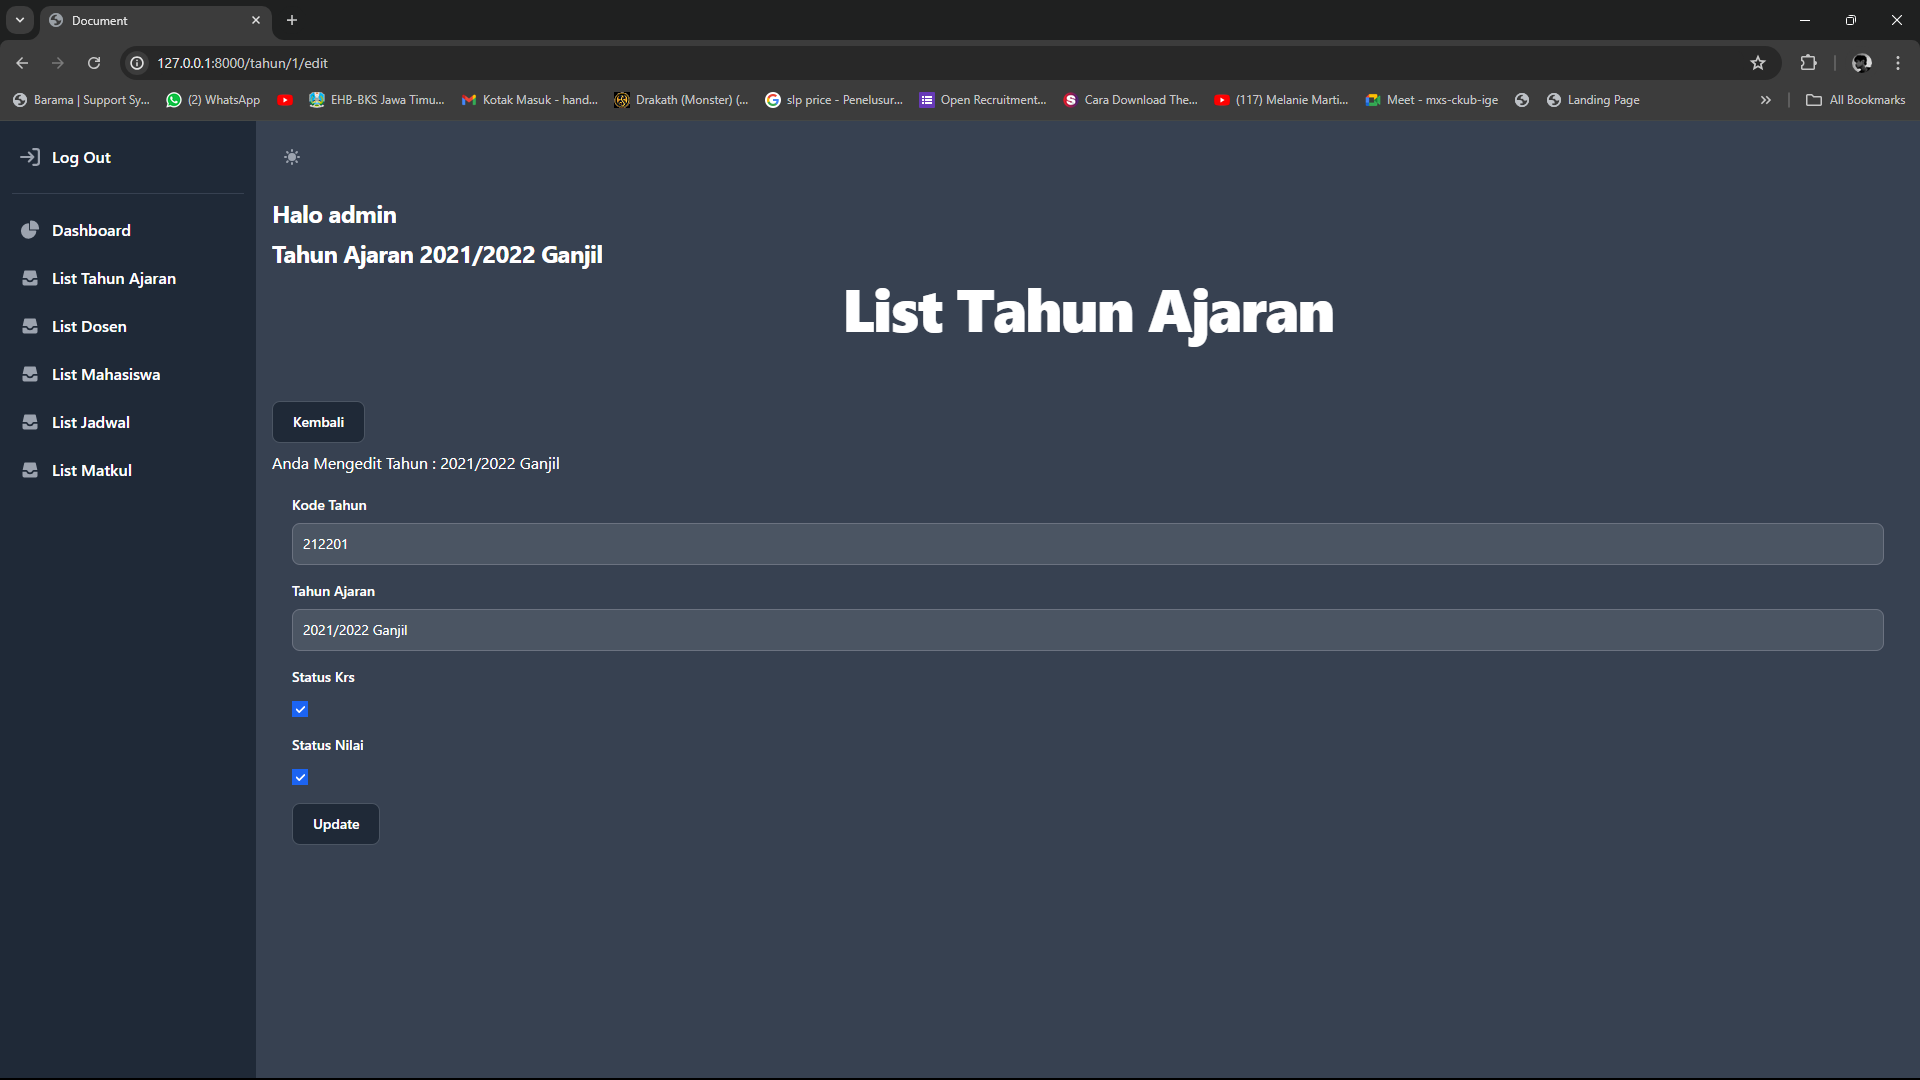 Document
127.0.0.1:8000/tahun/1/edit
Barama | Support Sy...
(2) WhatsApp
EHB-BKS Jawa Timu...
Kotak Masuk - hand...
Drakath (Monster) (...
slp price - Penelusur...
Open Recruitment...
Cara Download The...
(117) Melanie Marti...
Meet - mxs-ckub-ige
Landing Page
All Bookmarks
Log Out
Dashboard
List Tahun Ajaran
List Dosen
List Mahasiswa
List Jadwal
List Matkul
Halo admin
Tahun Ajaran 2021/2022 Ganjil
List Tahun Ajaran
Kembali
Anda Mengedit Tahun : 2021/2022 Ganjil
Kode Tahun
212201
Tahun Ajaran
2021/2022 Ganjil
Status Krs
Status Nilai
Update